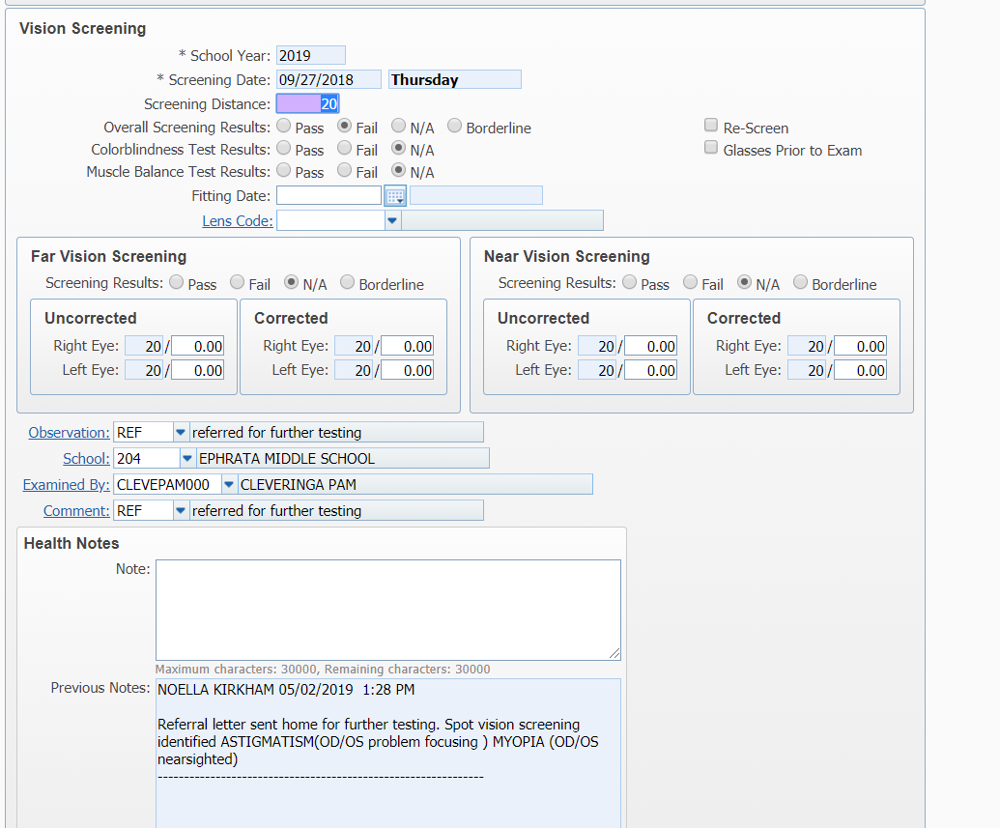 Vision Screening
* School Year: 2019
* Screening Date: 09/27/2018 Thursday
Screening Distance: 20
Overall Screening Results: Pass Fail N/A Borderline Re-Screen
Colorblindness Test Results: Pass Fail N/A Glasses Prior to Exam
Muscle Balance Test Results: Pass Fail N/A
Fitting Date:
Lens Code:
Far Vision Screening
Screening Results: Pass Fail N/A Borderline
Uncorrected Corrected
Right Eye: 20 / 0.00 Right Eye: 20 / 0.00
Left Eye: 20 / 0.00 Left Eye: 20 / 0.00
Near Vision Screening
Screening Results: Pass Fail N/A Borderline
Uncorrected Corrected
Right Eye: 20 / 0.00 Right Eye: 20 / 0.00
Left Eye: 20 / 0.00 Left Eye: 20 / 0.00
Observation: REF referred for further testing
School: 204 EPHRATA MIDDLE SCHOOL
Examined By: CLEVEPAM000 CLEVERINGA PAM
Comment: REF referred for further testing
Health Notes
Note:
Maximum characters: 30000, Remaining characters: 30000
Previous Notes: NOELLA KIRKHAM 05/02/2019 1:28 PM
Referral letter sent home for further testing. Spot vision screening
identified ASTIGMATISM(OD/OS problem focusing ) MYOPIA (OD/OS
nearsighted)
------------------------------------------------------------